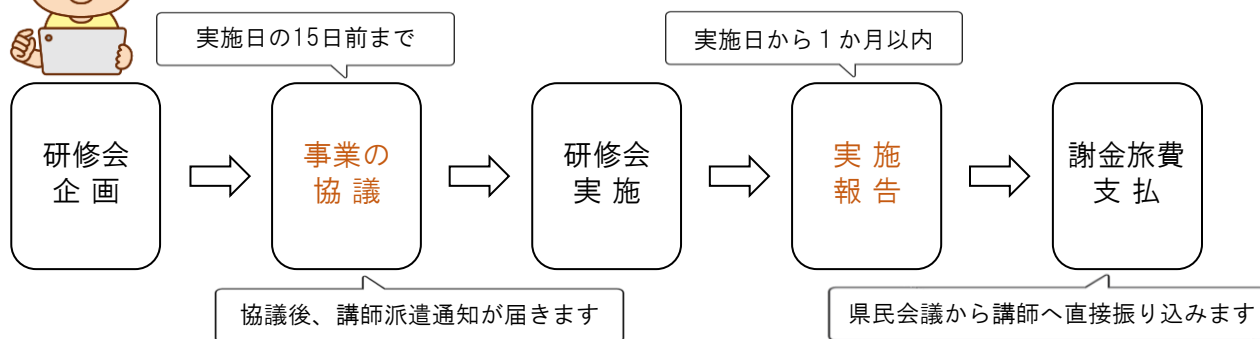 実施日の15日前まで
実施日から１か月以内
研修会
企 画
事業の
協 議
研修会
実 施
実 施
報 告
謝金旅費
支 払
協議後、講師派遣通知が届きます
県民会議から講師へ直接振り込みます